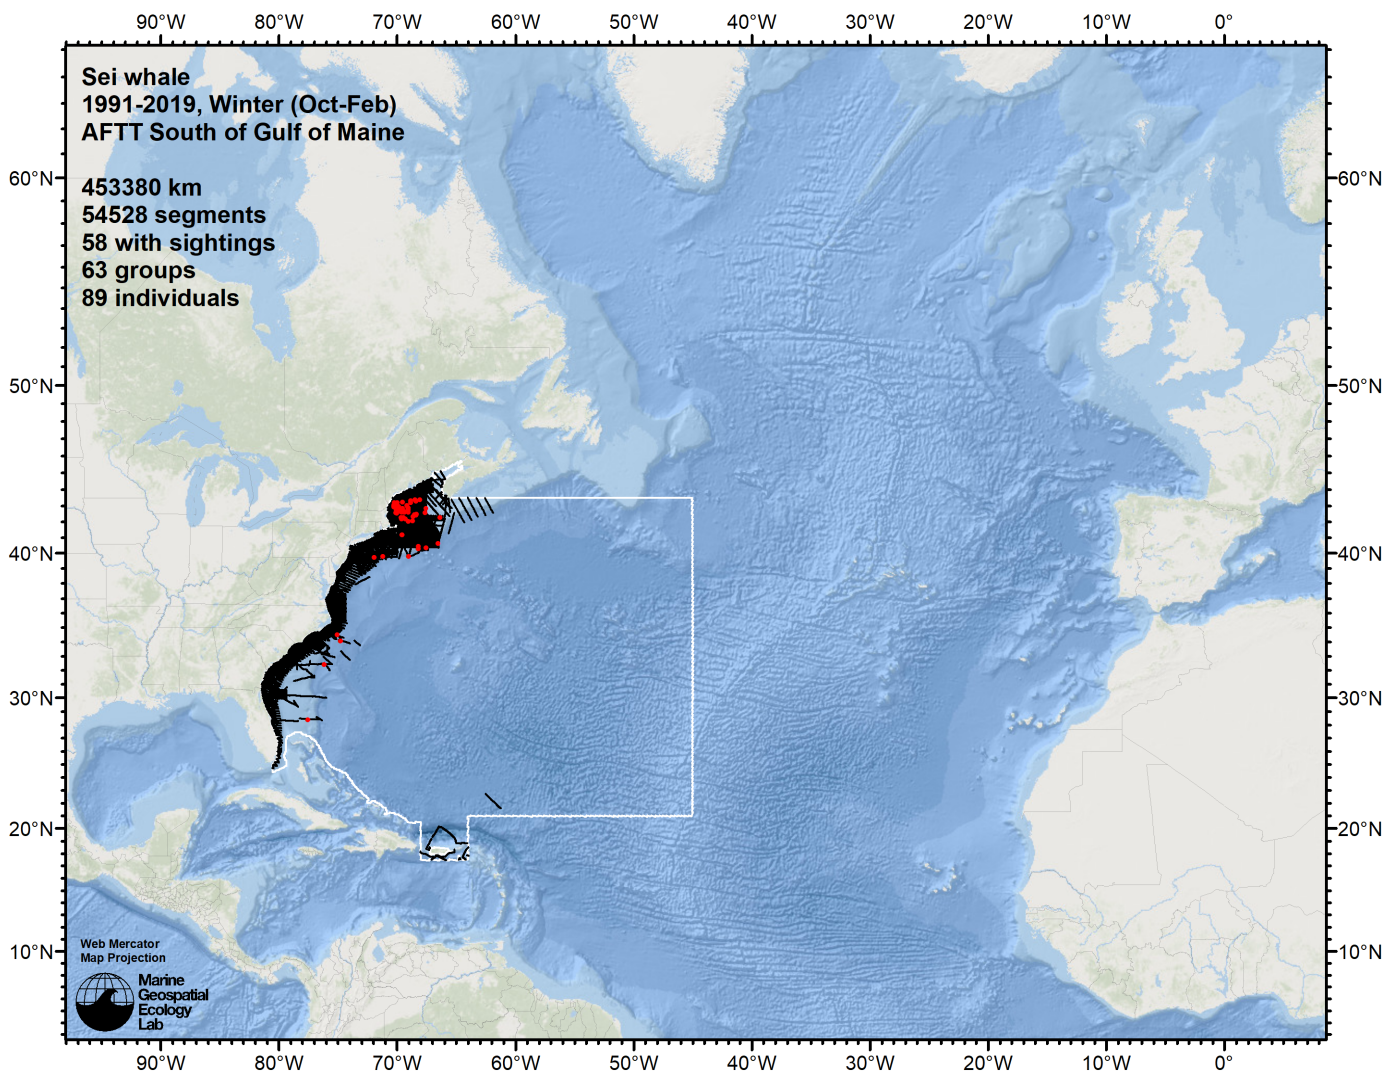 90°W 80°W 70°W 60°W 50°W 40°W 30°W 20°W 10°W 0°
Sei whale
1991-2019, Winter (Oct-Feb)
AFTT South of Gulf of Maine
60°N 60°N
453380 km
54528 segments
58 with sightings
63 groups
89 individuals
50°N 50°N
40°N 40°N
30°N 30°N
20°N 20°N
Web Mercator
Map Projection
10°N 10°N
Marine
Geospatial
Ecology
Lab
90°W 80°W 70°W 60°W 50°W 40°W 30°W 20°W 10°W 0°